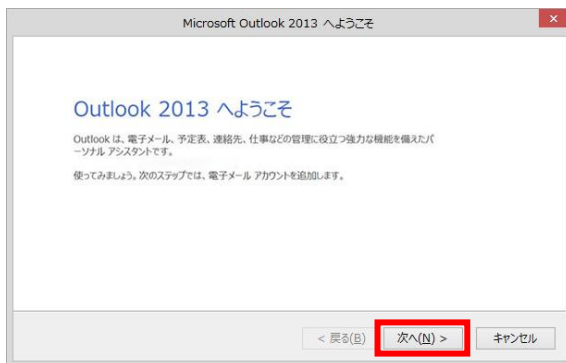 Microsoft Outlook 2013 へようこそ
Outlook 2013 へようこそ
Outlook は、電子メール、予定表、連絡先、仕事などの管理に役立つ強力な機能を備えたパ
ーソナル アシスタントです。
使ってみましょう。次のステップでは、電子メール アカウントを追加します。
< 戻る(B) 次へ(N) > キャンセル